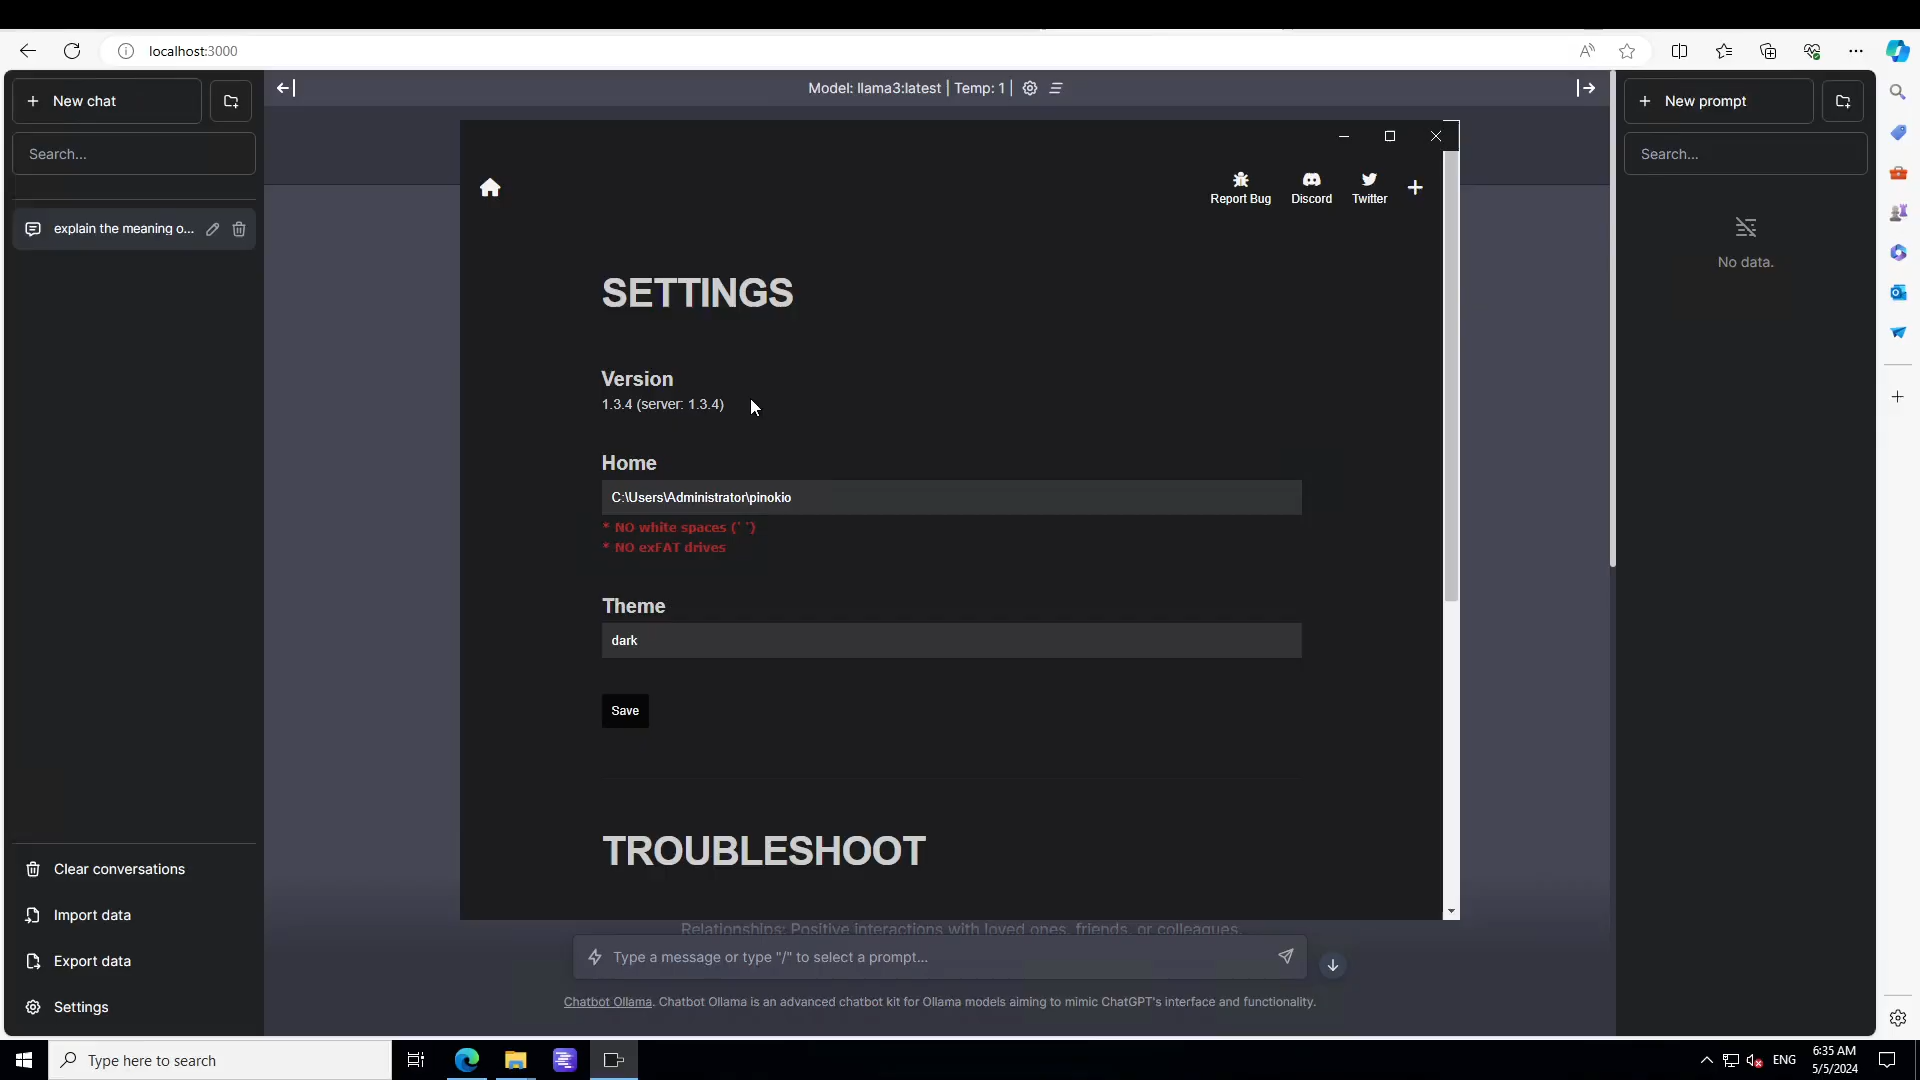 localhost:3000
New chat
Model: llama3:latest | Temp: 1 |
New prompt
Search...
Search...
explain the meaning o...
No data.
Report Bug
Discord
Twitter
SETTINGS
Version
1.3.4 (server: 1.3.4)
Home
C:\Users\Administrator\pinokio
* NO white spaces (' ')
* NO exFAT drives
Theme
dark
Save
TROUBLESHOOT
Clear conversations
Import data
Export data
Settings
Relationships: Positive interactions with loved ones, friends, or colleagues.
Type a message or type "/" to select a prompt...
Chatbot Ollama. Chatbot Ollama is an advanced chatbot kit for Ollama models aiming to mimic ChatGPT's interface and functionality.
Type here to search
ENG
6:35 AM
5/5/2024